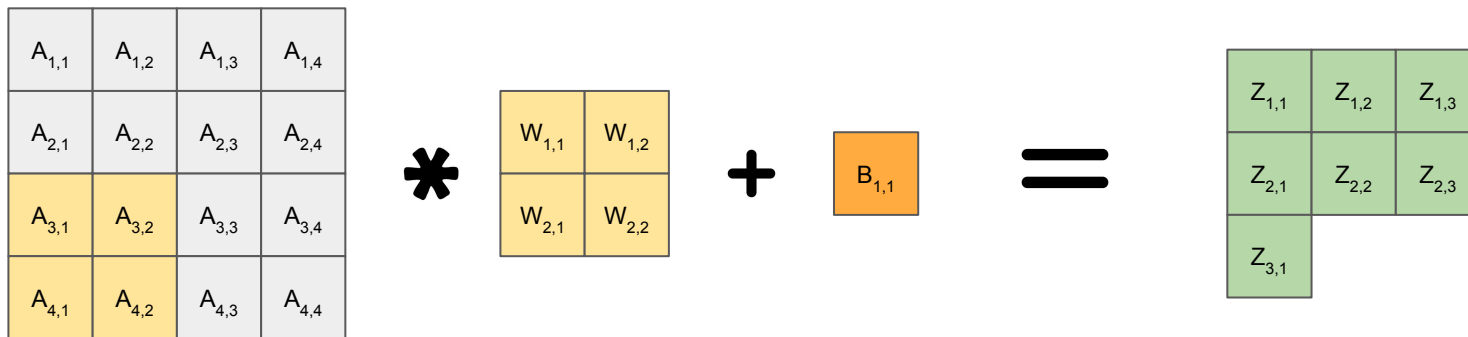 A1,1 A1,2 A1,3 A1,4
A2,1 A2,2 A2,3 A2,4
A3,1 A3,2 A3,3 A3,4
A4,1 A4,2 A4,3 A4,4
*
W1,1 W1,2
W2,1 W2,2
+
B1,1
=
Z1,1 Z1,2 Z1,3
Z2,1 Z2,2 Z2,3
Z3,1